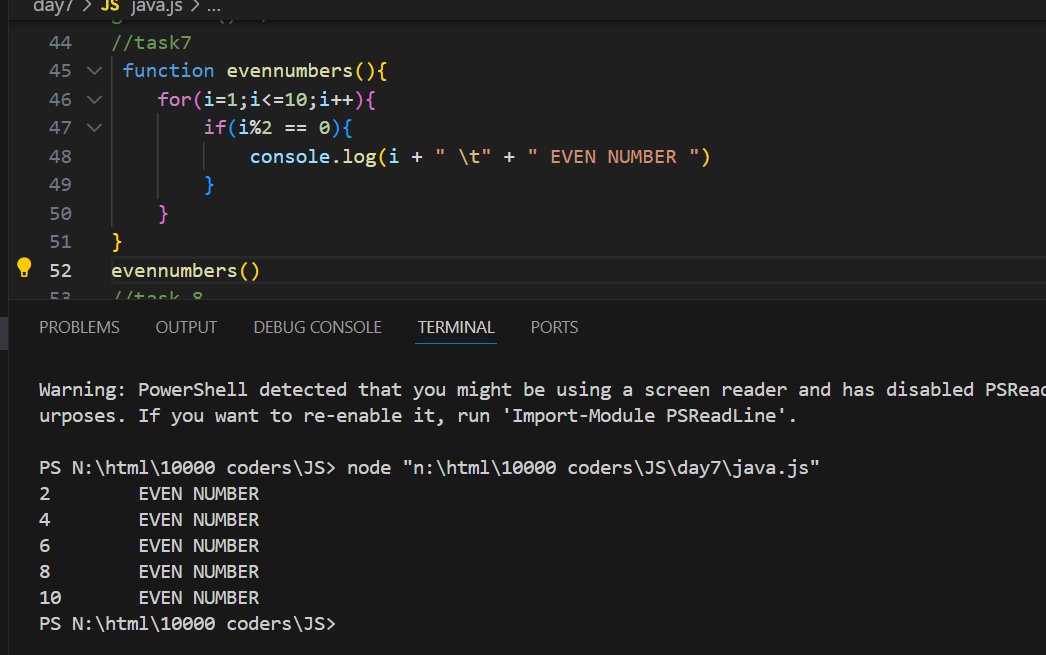 day7 > JS java.js > ...
44 //task7
45 function evennumbers(){
46 for(i=1;i<=10;i++){
47 if(i%2 == 0){
48 console.log(i + " \t" + " EVEN NUMBER ")
49 }
50 }
51 }
52 evennumbers()
53 //task 8
PROBLEMS OUTPUT DEBUG CONSOLE TERMINAL PORTS
Warning: PowerShell detected that you might be using a screen reader and has disabled PSRead
urposes. If you want to re-enable it, run 'Import-Module PSReadLine'.
PS N:\html\10000 coders\JS> node "n:\html\10000 coders\JS\day7\java.js"
2 EVEN NUMBER
4 EVEN NUMBER
6 EVEN NUMBER
8 EVEN NUMBER
10 EVEN NUMBER
PS N:\html\10000 coders\JS>